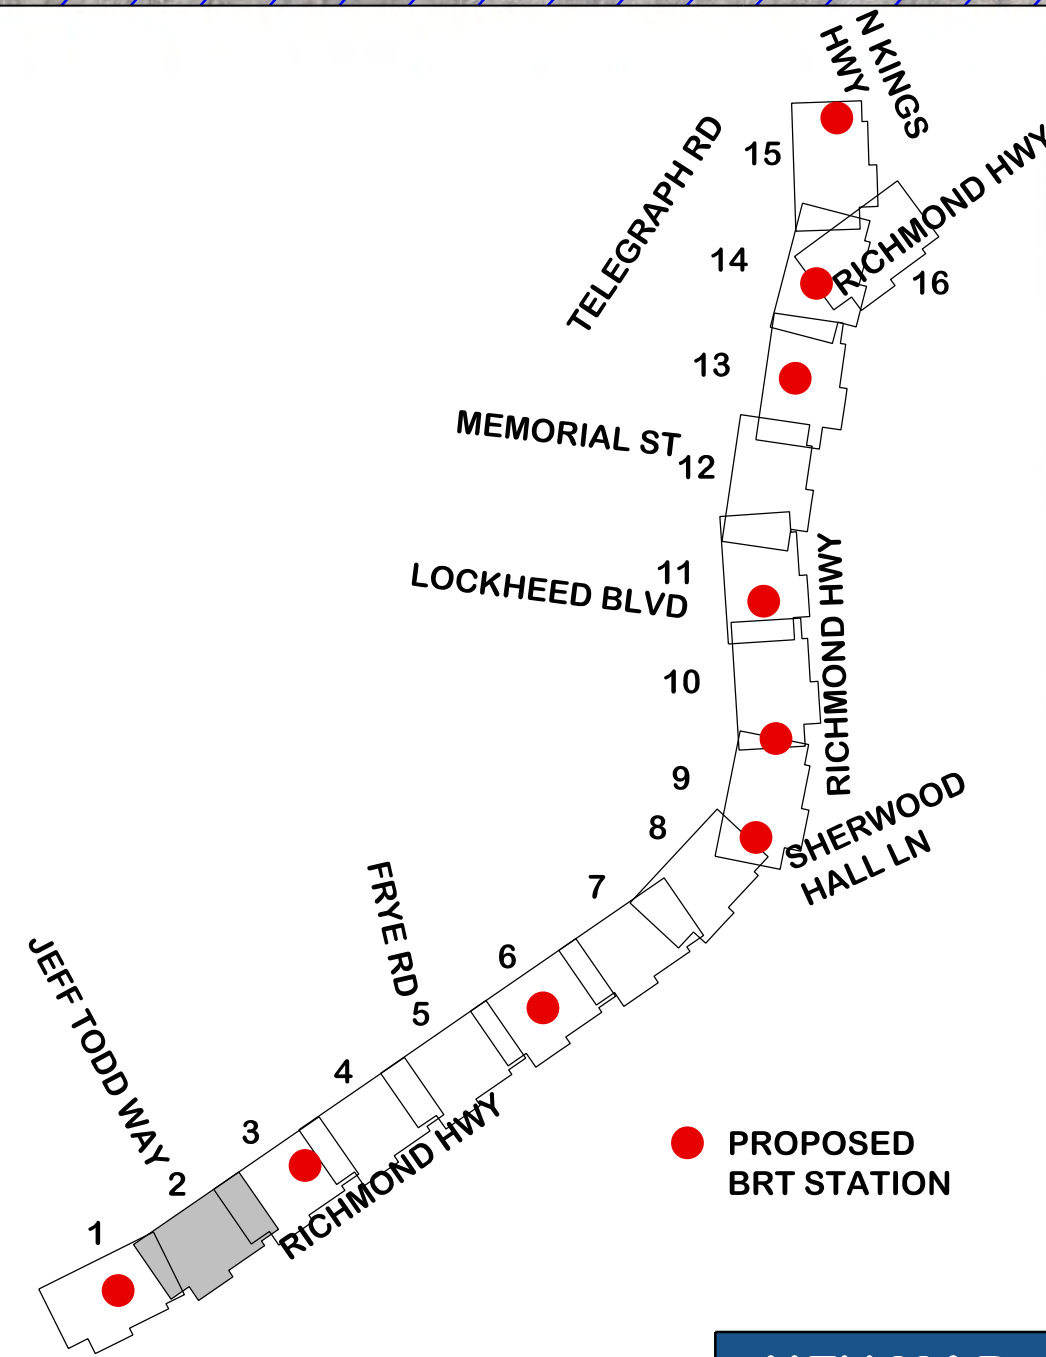 N KINGS
HWY
15
TELEGRAPH RD
RICHMOND HWY
14
16
13
MEMORIAL ST
12
11
LOCKHEED BLVD
RICHMOND HWY
10
9
SHERWOOD
HALL LN
8
7
FRYE RD
6
5
JEFF TODD WAY
4
3
RICHMOND HWY
2
1
PROPOSED
BRT STATION